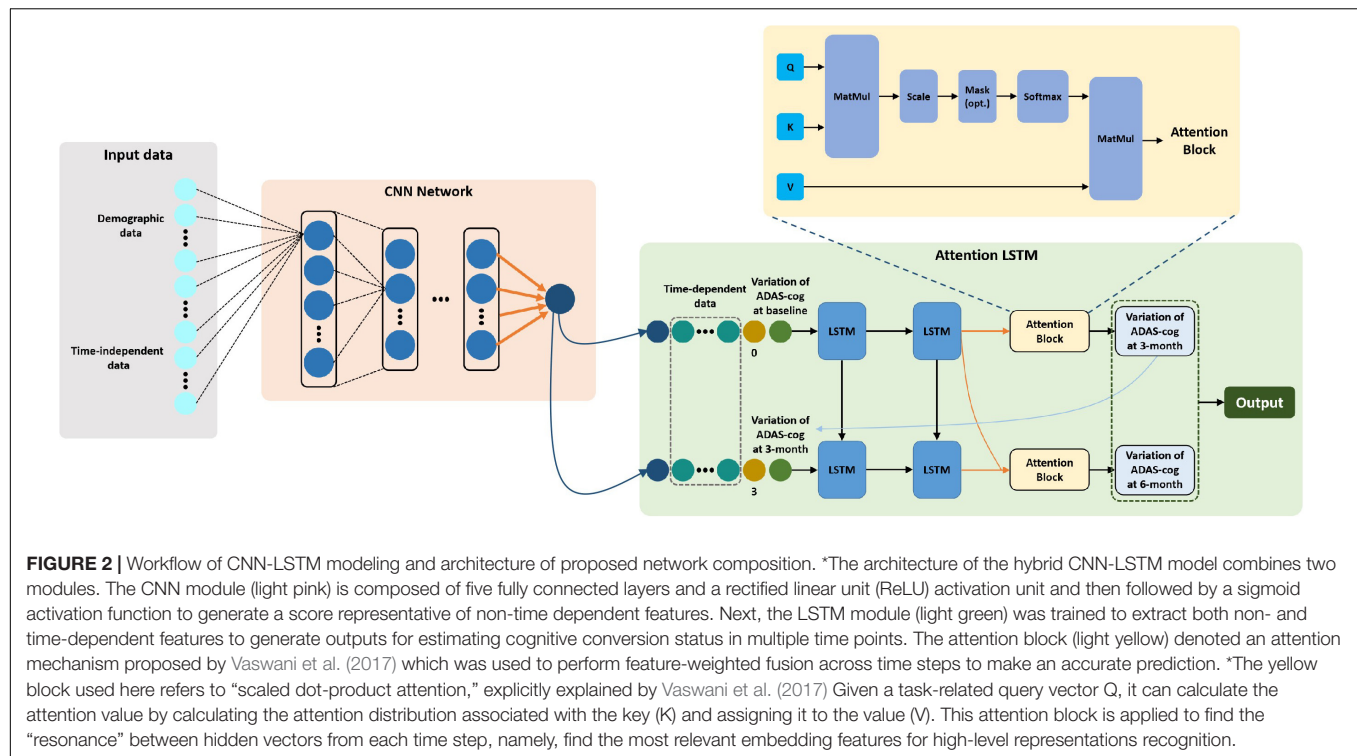 Q
K
V
MatMul
Scale
Mask
(opt.)
Softmax
MatMul
Attention
Block
Input data
Demographic
data
Time-independent
data
CNN Network
Attention LSTM
Time-dependent
data
Variation of
ADAS-cog
at baseline
0
LSTM
LSTM
Attention
Block
Variation of
ADAS-cog
at 3-month
Output
Variation of
ADAS-cog
at 3-month
3
LSTM
LSTM
Attention
Block
Variation of
ADAS-cog
at 6-month
FIGURE 2 | Workflow of CNN-LSTM modeling and architecture of proposed network composition. *The architecture of the hybrid CNN-LSTM model combines two
modules. The CNN module (light pink) is composed of five fully connected layers and a rectified linear unit (ReLU) activation unit and then followed by a sigmoid
activation function to generate a score representative of non-time dependent features. Next, the LSTM module (light green) was trained to extract both non- and
time-dependent features to generate outputs for estimating cognitive conversion status in multiple time points. The attention block (light yellow) denoted an attention
mechanism proposed by Vaswani et al. (2017) which was used to perform feature-weighted fusion across time steps to make an accurate prediction. *The yellow
block used here refers to “scaled dot-product attention,” explicitly explained by Vaswani et al. (2017) Given a task-related query vector Q, it can calculate the
attention value by calculating the attention distribution associated with the key (K) and assigning it to the value (V). This attention block is applied to find the
“resonance” between hidden vectors from each time step, namely, find the most relevant embedding features for high-level representations recognition.